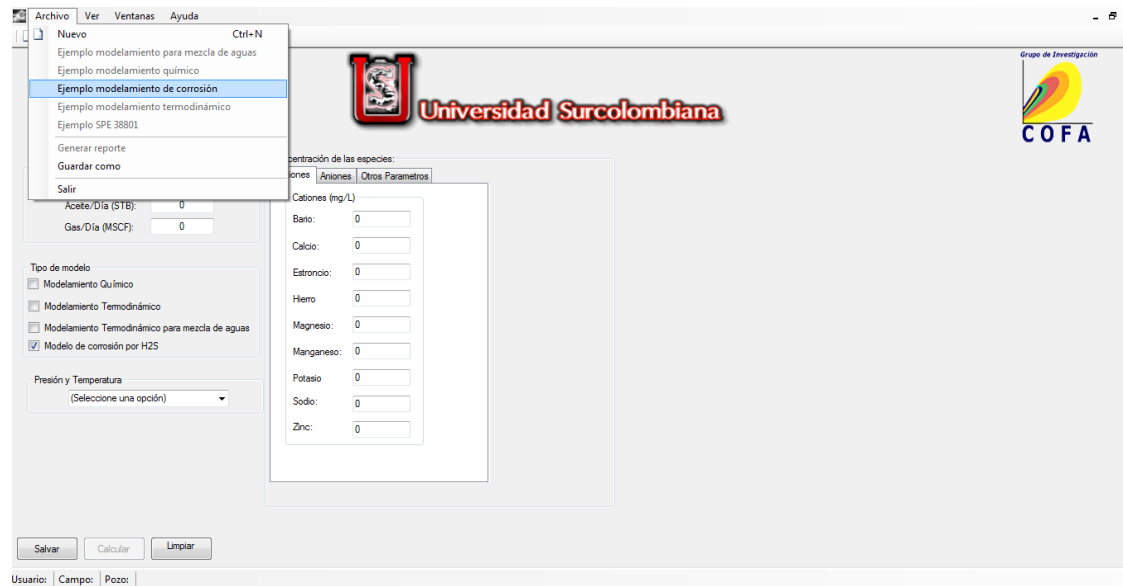 Archivo Ver Ventanas Ayuda
Nuevo Ctrl+N
Ejemplo modelamiento para mezcla de aguas
Ejemplo modelamiento químico
Ejemplo modelamiento de corrosión
Ejemplo modelamiento termodinámico
Ejemplo SPE 38801
Generar reporte
Guardar como
Salir
Universidad Surcolombiana
Grupo de Investigación
COFA
Aceite/Día (STB): 0
Gas/Día (MSCF): 0
Tipo de modelo
Modelamiento Químico
Modelamiento Termodinámico
Modelamiento Termodinámico para mezcla de aguas
Modelo de corrosión por H2S
Presión y Temperatura
(Seleccione una opción)
centración de las especies:
iones Aniones Otros Parametros
Cationes (mg/L)
Bario: 0
Calcio: 0
Estroncio: 0
Hierro 0
Magnesio: 0
Manganeso: 0
Potasio 0
Sodio: 0
Zinc: 0
Salvar Calcular Limpiar
Usuario: Campo: Pozo: